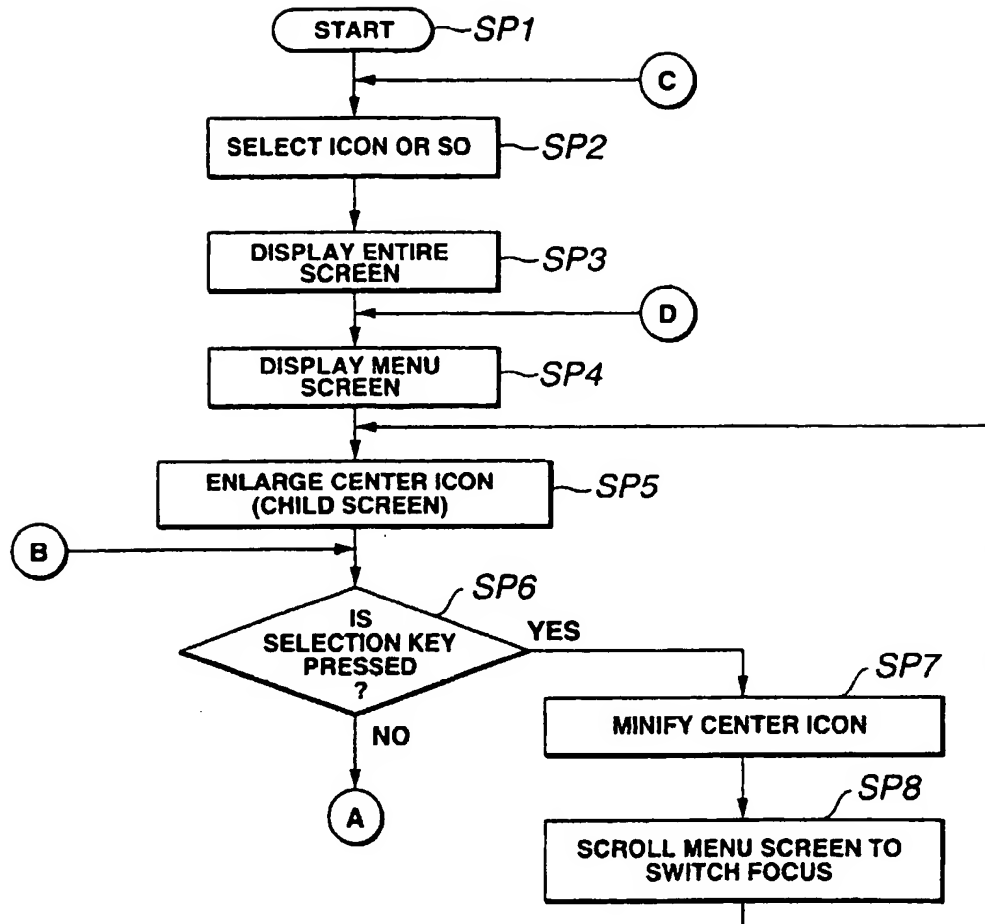 START
SP1
C
SELECT ICON OR SO
SP2
DISPLAY ENTIRE
SCREEN
SP3
D
DISPLAY MENU
SCREEN
SP4
ENLARGE CENTER ICON
(CHILD SCREEN)
SP5
B
SP6
IS
SELECTION KEY
PRESSED
?
YES
NO
A
SP7
MINIFY CENTER ICON
SP8
SCROLL MENU SCREEN TO
SWITCH FOCUS